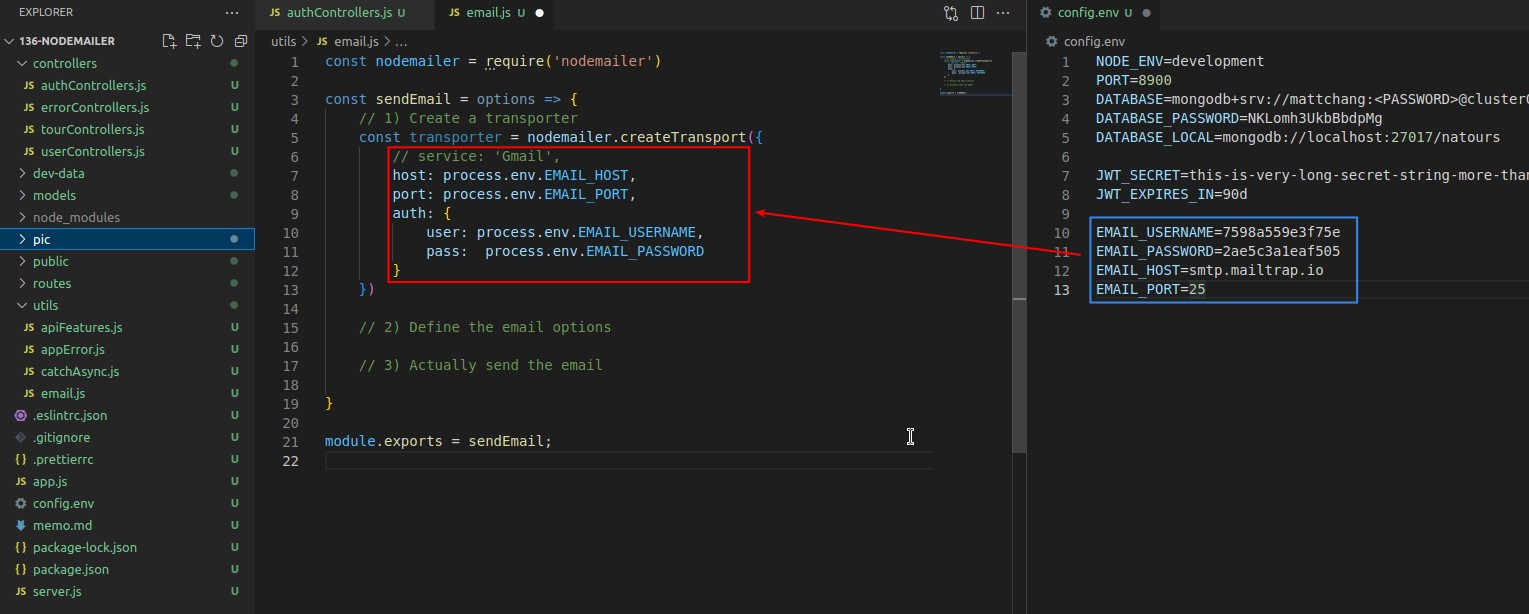 EXPLORER
136-NODEMAILER
controllers
JS authControllers.js U
JS errorControllers.js U
JS tourControllers.js U
JS userControllers.js U
dev-data
models
node_modules
pic
public
routes
utils
JS apiFeatures.js U
JS appError.js U
JS catchAsync.js U
JS email.js U
.eslintrc.json U
.gitignore U
{} .prettierrc U
JS app.js U
config.env U
memo.md U
{} package-lock.json U
{} package.json U
JS server.js U
JS authControllers.js U
JS email.js U
utils > JS email.js > ...
1 const nodemailer = require('nodemailer')
2
3 const sendEmail = options => {
4 // 1) Create a transporter
5 const transporter = nodemailer.createTransport({
6 // service: 'Gmail',
7 host: process.env.EMAIL_HOST,
8 port: process.env.EMAIL_PORT,
9 auth: {
10 user: process.env.EMAIL_USERNAME,
11 pass:  process.env.EMAIL_PASSWORD
12 }
13 })
14
15 // 2) Define the email options
16
17 // 3) Actually send the email
18
19 }
20
21 module.exports = sendEmail;
22
config.env U
config.env
1 NODE_ENV=development
2 PORT=8900
3 DATABASE=mongodb+srv://mattchang:<PASSWORD>@cluster0
4 DATABASE_PASSWORD=NKLomh3UkbBbdpMg
5 DATABASE_LOCAL=mongodb://localhost:27017/natours
6
7 JWT_SECRET=this-is-very-long-secret-string-more-than
8 JWT_EXPIRES_IN=90d
9
10 EMAIL_USERNAME=7598a559e3f75e
11 EMAIL_PASSWORD=2ae5c3a1eaf505
12 EMAIL_HOST=smtp.mailtrap.io
13 EMAIL_PORT=25